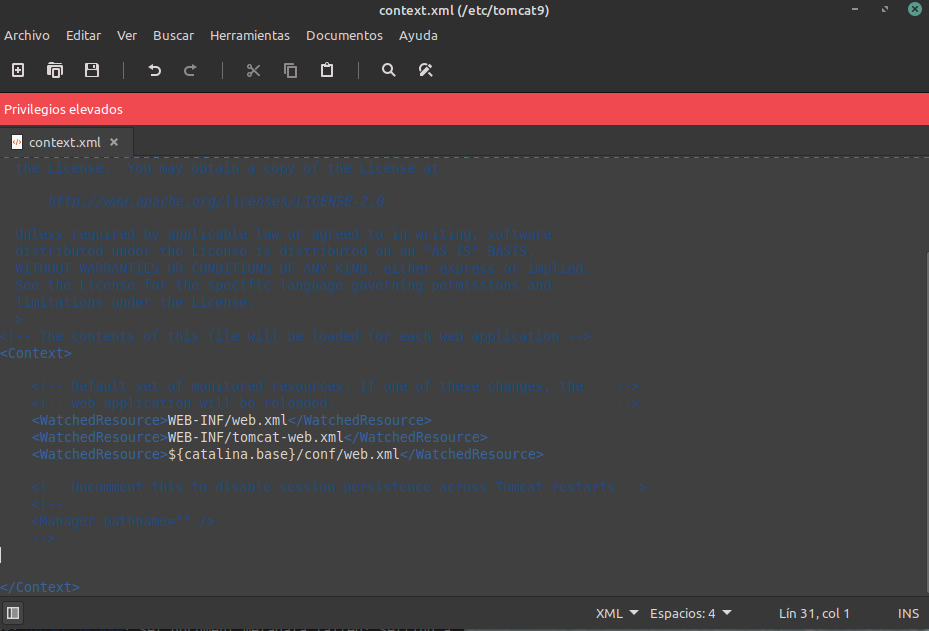 context.xml (/etc/tomcat9)
Archivo Editar Ver Buscar Herramientas Documentos Ayuda
Privilegios elevados
context.xml
the License. You may obtain a copy of the License at
http://www.apache.org/licenses/LICENSE-2.0
Unless required by applicable law or agreed to in writing, software
distributed under the License is distributed on an "AS IS" BASIS,
WITHOUT WARRANTIES OR CONDITIONS OF ANY KIND, either express or implied.
See the License for the specific language governing permissions and
limitations under the License.
-->
<!-- The contents of this file will be loaded for each web application -->
<Context>
<!-- Default set of monitored resources. If one of these changes, the -->
<!-- web application will be reloaded. -->
<WatchedResource>WEB-INF/web.xml</WatchedResource>
<WatchedResource>WEB-INF/tomcat-web.xml</WatchedResource>
<WatchedResource>${catalina.base}/conf/web.xml</WatchedResource>
<!-- Uncomment this to disable session persistence across Tomcat restarts -->
<!--
<Manager pathname="" />
-->
</Context>
XML Espacios: 4 Lín 31, col 1 INS